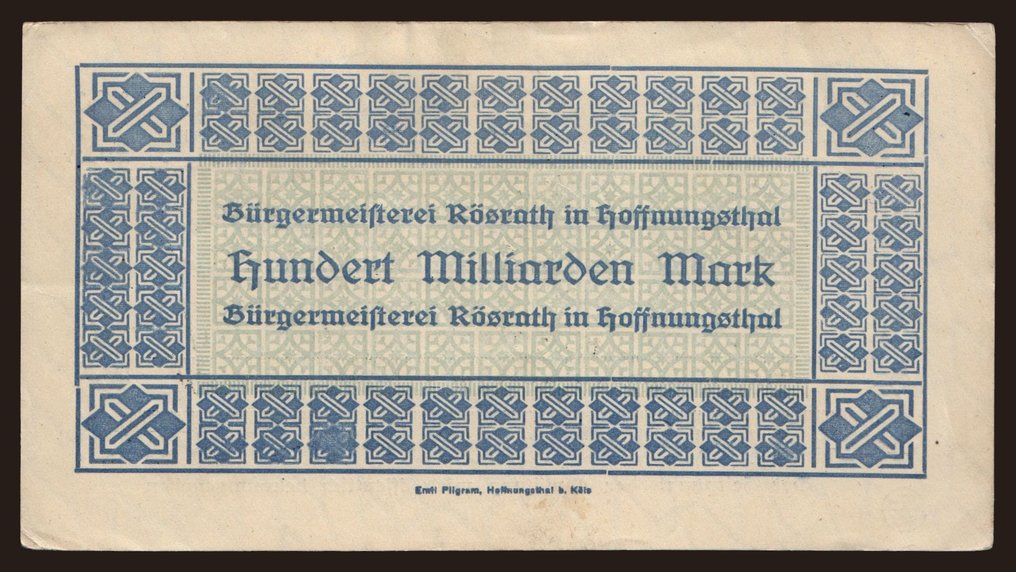 Bürgermeiſterei Rösrath in Hoffnungsthal
Hundert Milliarden Mark
Bürgermeiſterei Rösrath in Hoffnungsthal
Emil Pilgram, Hoffnungsthal b. Köln